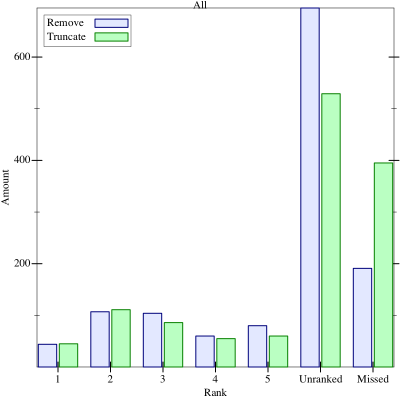 All
Remove
Truncate
600
400
200
Amount
1 2 3 4 5 Unranked Missed
Rank